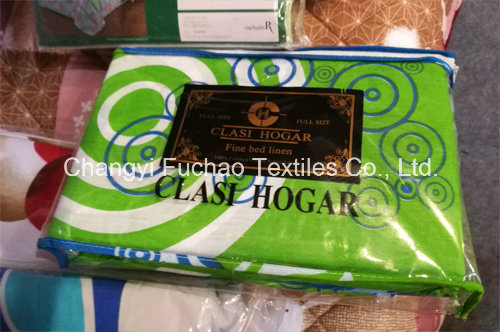 FULL SIZE
FULL SIZE
CLASI HOGAR
Fine bed linen
Changyi Fuchao Textiles Co., Ltd.
CLASI HOGAR